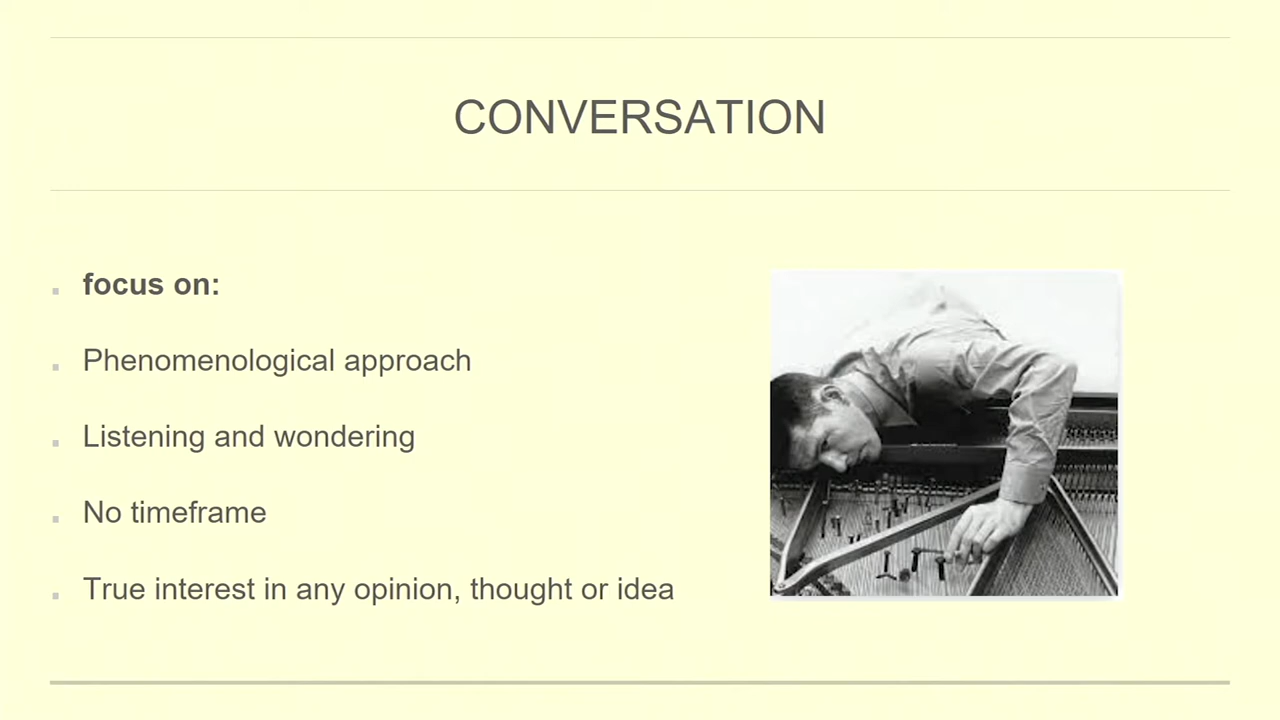 CONVERSATION
focus on:
Phenomenological approach
Listening and wondering
No timeframe
True interest in any opinion, thought or idea